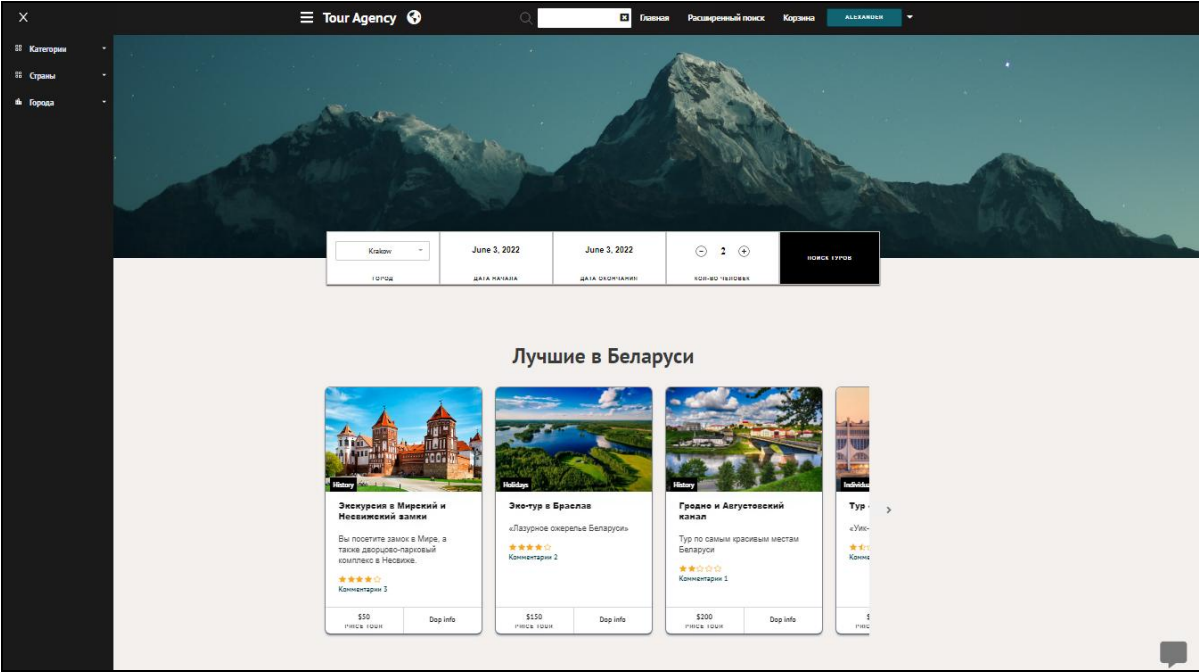 Tour Agency
Главная
Расширенный поиск
Корзина
ALEXANDER
Категории
Страны
Города
Krakow
June 3, 2022
June 3, 2022
2
ПОИСК ТУРОВ
ГОРОД
ДАТА НАЧАЛА
ДАТА ОКОНЧАНИЯ
КОЛ-ВО ЧЕЛОВЕК
Лучшие в Беларуси
History
Экскурсия в Мирский и
Несвижский замки
Вы посетите замок в Мире, а
также дворцово-парковый
комплекс в Несвиже.
Комментарии 3
$50
PRICE TOUR
Dop info
Holidays
Эко-тур в Браслав
«Лазурное ожерелье Беларуси»
Комментарии 2
$150
PRICE TOUR
Dop info
History
Гродно и Августовский
канал
Тур по самым красивым местам
Беларуси
Комментарии 1
$200
PRICE TOUR
Dop info
Individu
Тур
«Уик-
Комме